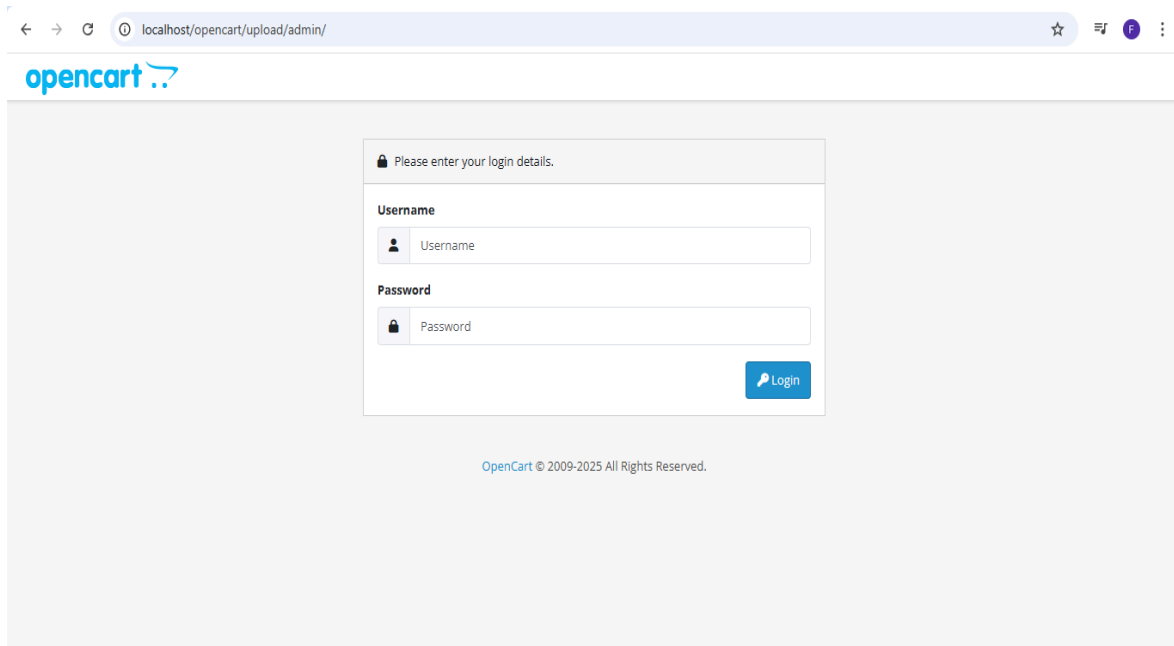 localhost/opencart/upload/admin/
F
opencart
Please enter your login details.
Username
Username
Password
Password
Login
OpenCart © 2009-2025 All Rights Reserved.